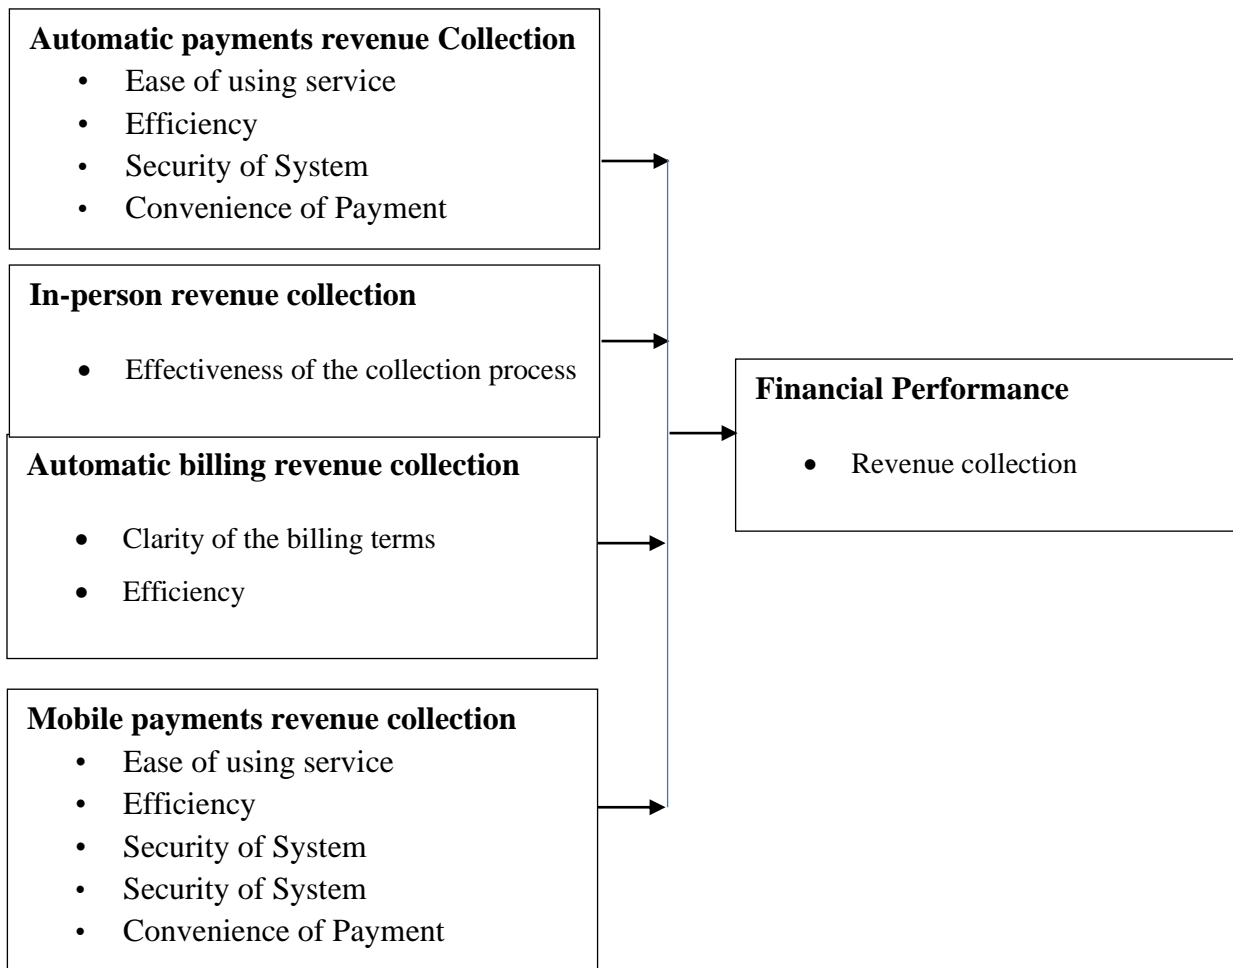 Automatic payments revenue Collection
• Ease of using service
• Efficiency
• Security of System
• Convenience of Payment
In-person revenue collection
• Effectiveness of the collection process
Automatic billing revenue collection
• Clarity of the billing terms
• Efficiency
Mobile payments revenue collection
• Ease of using service
• Efficiency
• Security of System
• Security of System
• Convenience of Payment
Financial Performance
• Revenue collection